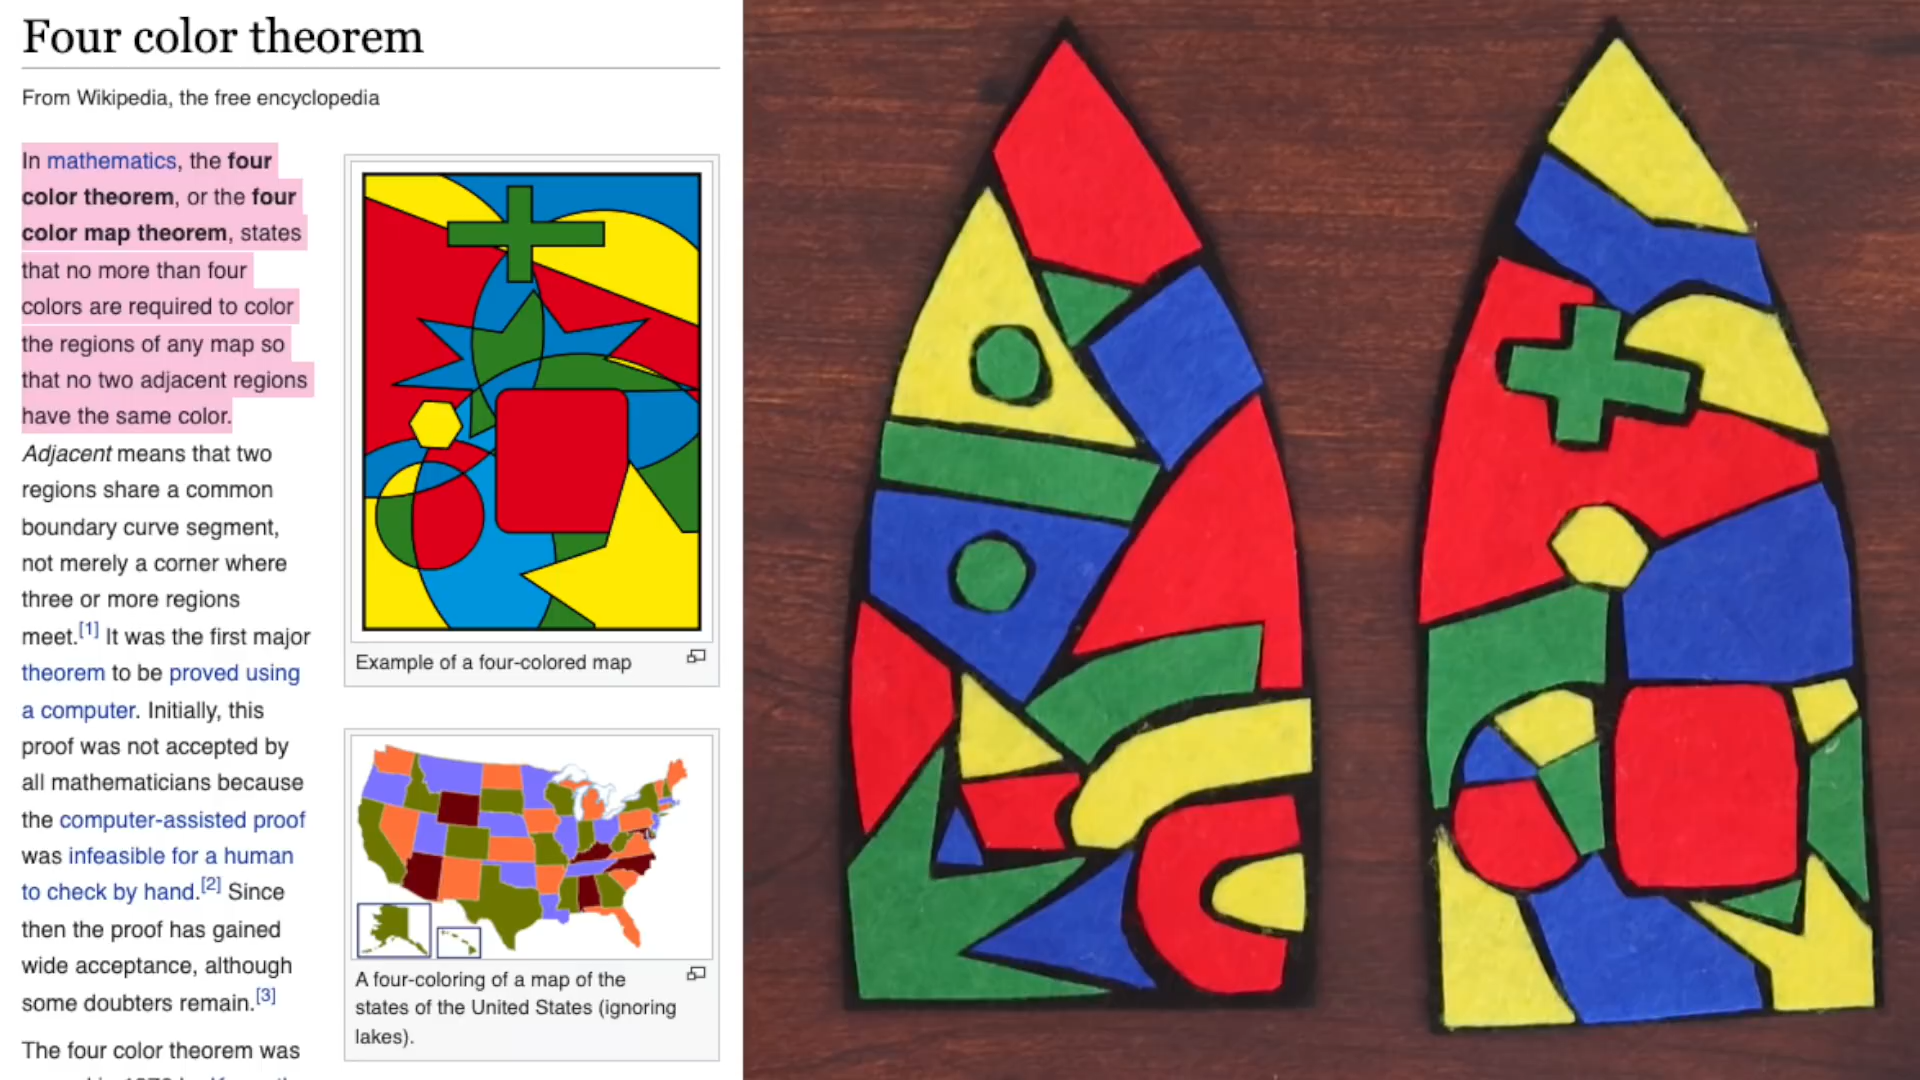 Four color theorem
From Wikipedia, the free encyclopedia
In mathematics, the four
color theorem, or the four
color map theorem, states
that no more than four
colors are required to color
the regions of any map so
that no two adjacent regions
have the same color.
Adjacent means that two
regions share a common
boundary curve segment,
not merely a corner where
three or more regions
meet.[1] It was the first major
theorem to be proved using
a computer. Initially, this
proof was not accepted by
all mathematicians because
the computer-assisted proof
was infeasible for a human
to check by hand.[2] Since
then the proof has gained
wide acceptance, although
some doubters remain.[3]
The four color theorem was
Example of a four-colored map
A four-coloring of a map of the
states of the United States (ignoring
lakes).